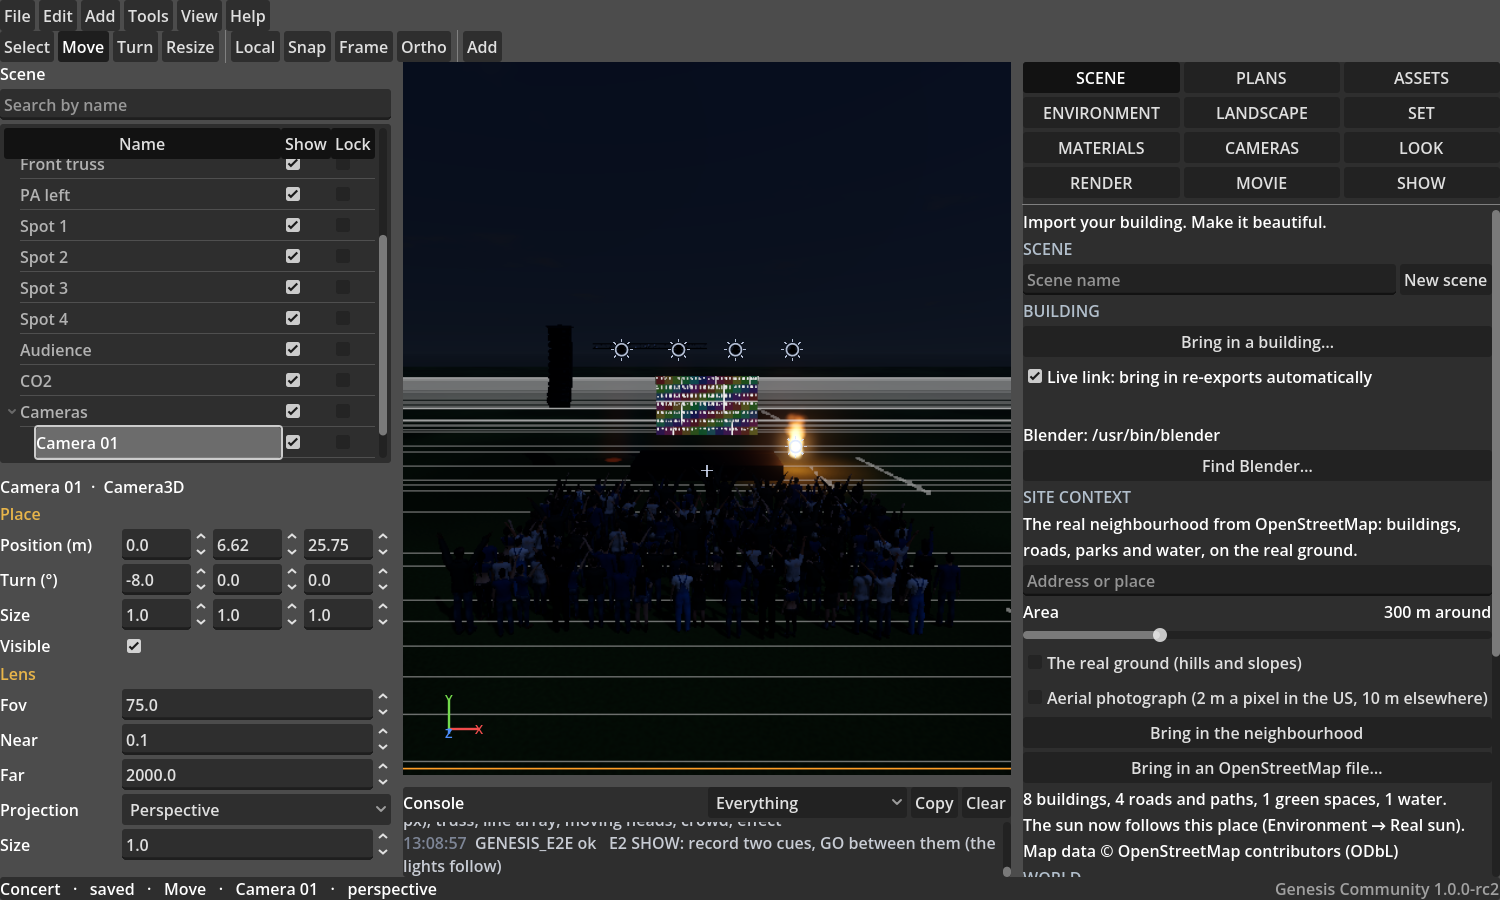 File Edit Add Tools View Help
Select Move Turn Resize Local Snap Frame Ortho Add
Scene
Search by name
Name Show Lock
Front truss
PA left
Spot 1
Spot 2
Spot 3
Spot 4
Audience
CO2
Cameras
Camera 01
Camera 01 · Camera3D
Place
Position (m) 0.0 6.62 25.75
Turn (°) -8.0 0.0 0.0
Size 1.0 1.0 1.0
Visible
Lens
Fov 75.0
Near 0.1
Far 2000.0
Projection Perspective
Size 1.0
Y
X
Z
Console Everything Copy Clear
px), truss, line array, moving heads, crowd, effect
13:08:57 GENESIS_E2E ok E2 SHOW: record two cues, GO between them (the
lights follow)
SCENE PLANS ASSETS
ENVIRONMENT LANDSCAPE SET
MATERIALS CAMERAS LOOK
RENDER MOVIE SHOW
Import your building. Make it beautiful.
SCENE
Scene name New scene
BUILDING
Bring in a building...
Live link: bring in re-exports automatically
Blender: /usr/bin/blender
Find Blender...
SITE CONTEXT
The real neighbourhood from OpenStreetMap: buildings,
roads, parks and water, on the real ground.
Address or place
Area 300 m around
The real ground (hills and slopes)
Aerial photograph (2 m a pixel in the US, 10 m elsewhere)
Bring in the neighbourhood
Bring in an OpenStreetMap file...
8 buildings, 4 roads and paths, 1 green spaces, 1 water.
The sun now follows this place (Environment → Real sun).
Map data © OpenStreetMap contributors (ODbL)
WORLD
Concert · saved · Move · Camera 01 · perspective
Genesis Community 1.0.0-rc2